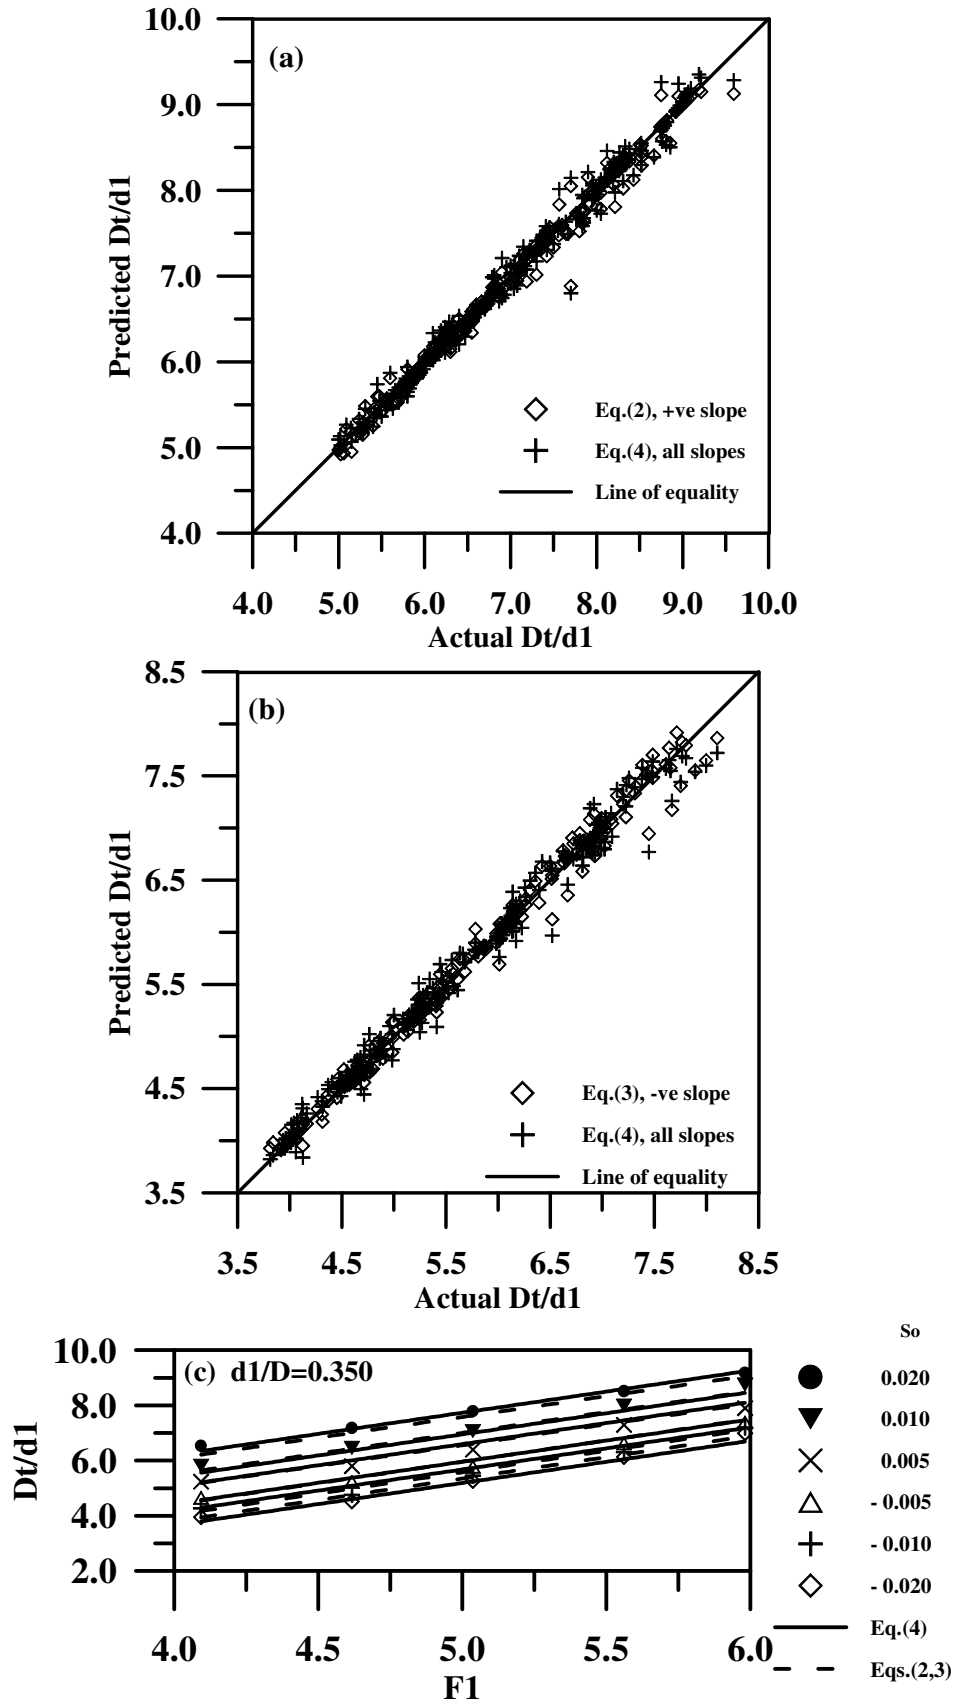 10.0
(a)
9.0
8.0
7.0
6.0
5.0
4.0
Predicted Dt/d1
Eq.(2), +ve slope
Eq.(4), all slopes
Line of equality
4.0 5.0 6.0 7.0 8.0 9.0 10.0
Actual Dt/d1
8.5
(b)
7.5
6.5
5.5
4.5
3.5
Predicted Dt/d1
Eq.(3), -ve slope
Eq.(4), all slopes
Line of equality
3.5 4.5 5.5 6.5 7.5 8.5
Actual Dt/d1
10.0
(c) d1/D=0.350
8.0
6.0
4.0
2.0
Dt/d1
4.0 4.5 5.0 5.5 6.0
F1
So
0.020
0.010
0.005
- 0.005
- 0.010
- 0.020
Eq.(4)
Eqs.(2,3)